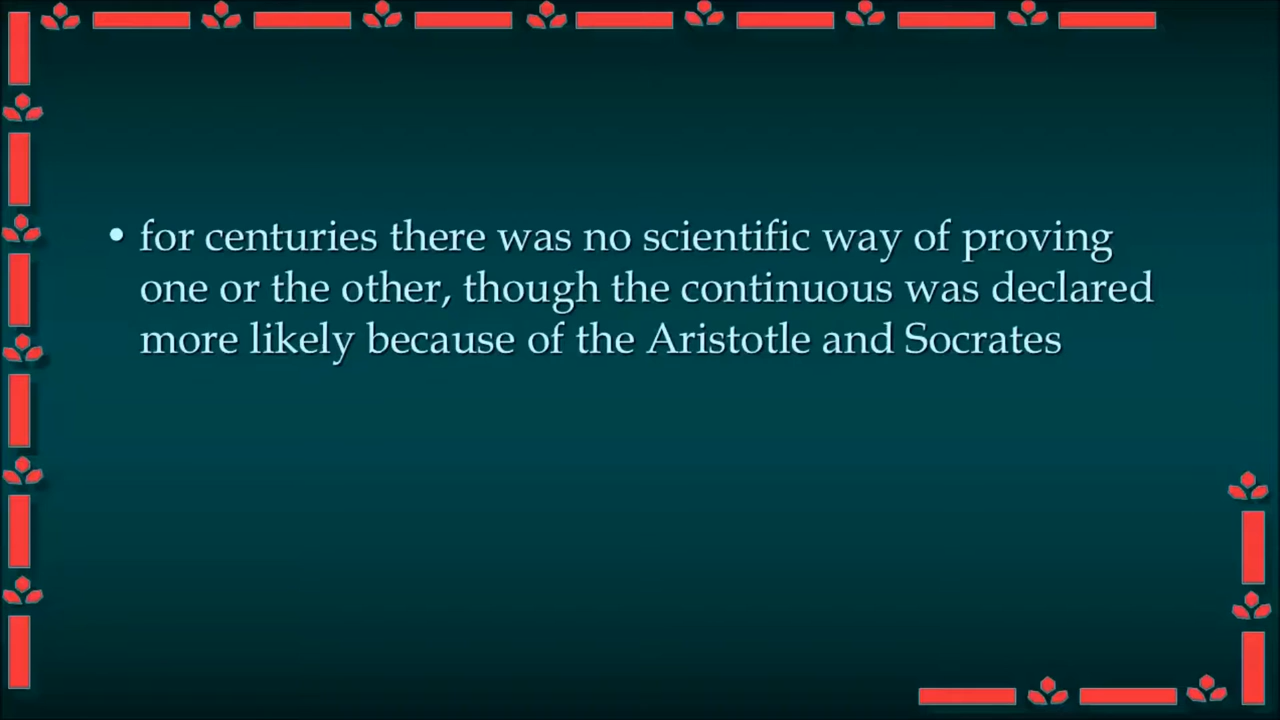 • for centuries there was no scientific way of proving
one or the other, though the continuous was declared
more likely because of the Aristotle and Socrates